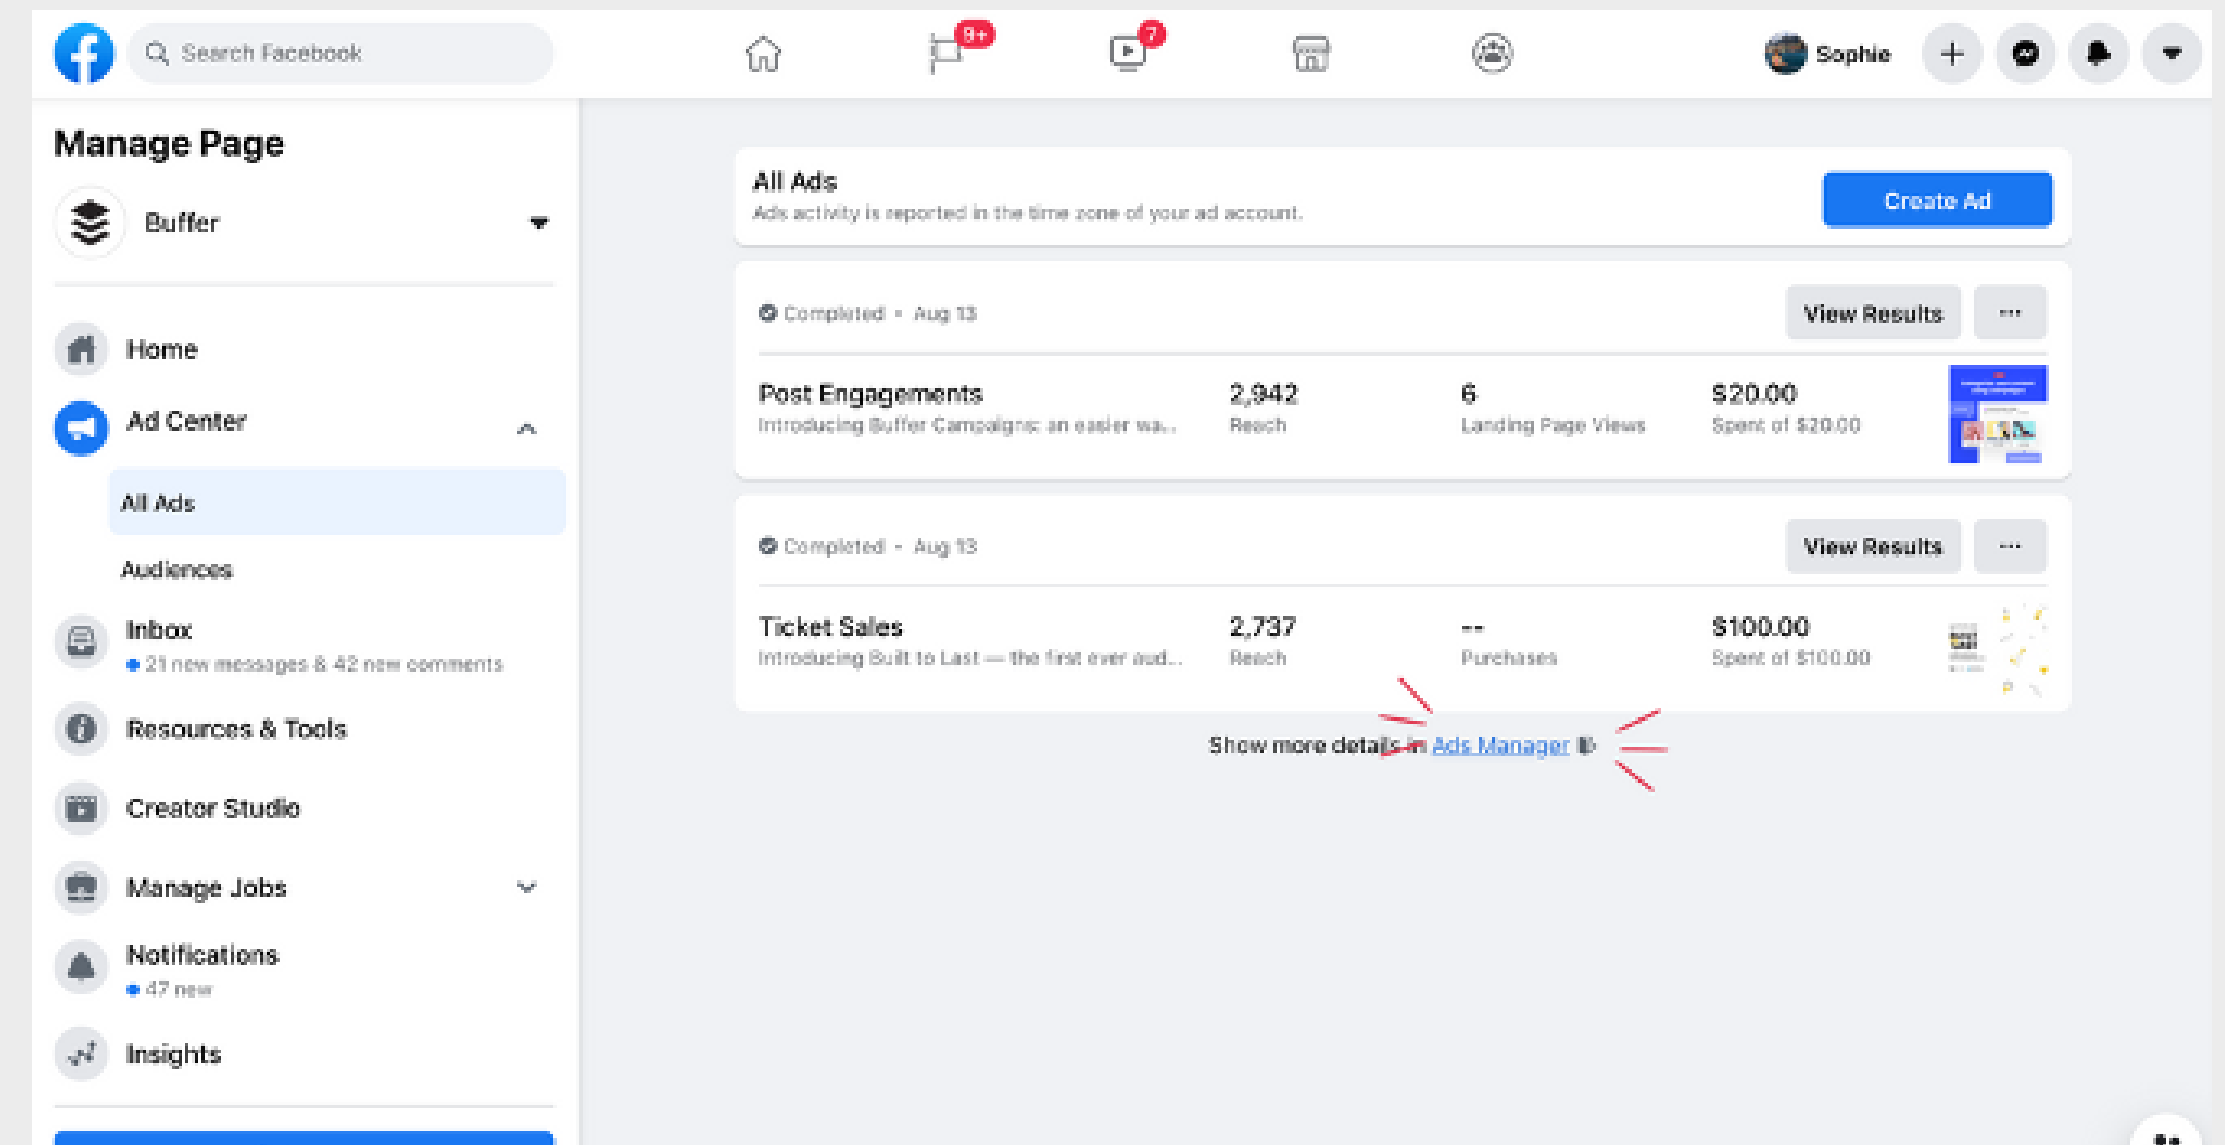 Search Facebook
9+
7
Sophie
Manage Page
Buffer
Home
Ad Center
All Ads
Audiences
Inbox
21 new messages & 42 new comments
Resources & Tools
Creator Studio
Manage Jobs
Notifications
47 new
Insights
All Ads
Ads activity is reported in the time zone of your ad account.
Create Ad
Completed • Aug 13
View Results
Post Engagements
Introducing Buffer Campaigns: an easier wa...
2,942
Reach
6
Landing Page Views
$20.00
Spent of $20.00
Completed • Aug 13
View Results
Ticket Sales
Introducing Built to Last — the first ever aud...
2,737
Reach
--
Purchases
$100.00
Spent of $100.00
Show more details in Ads Manager